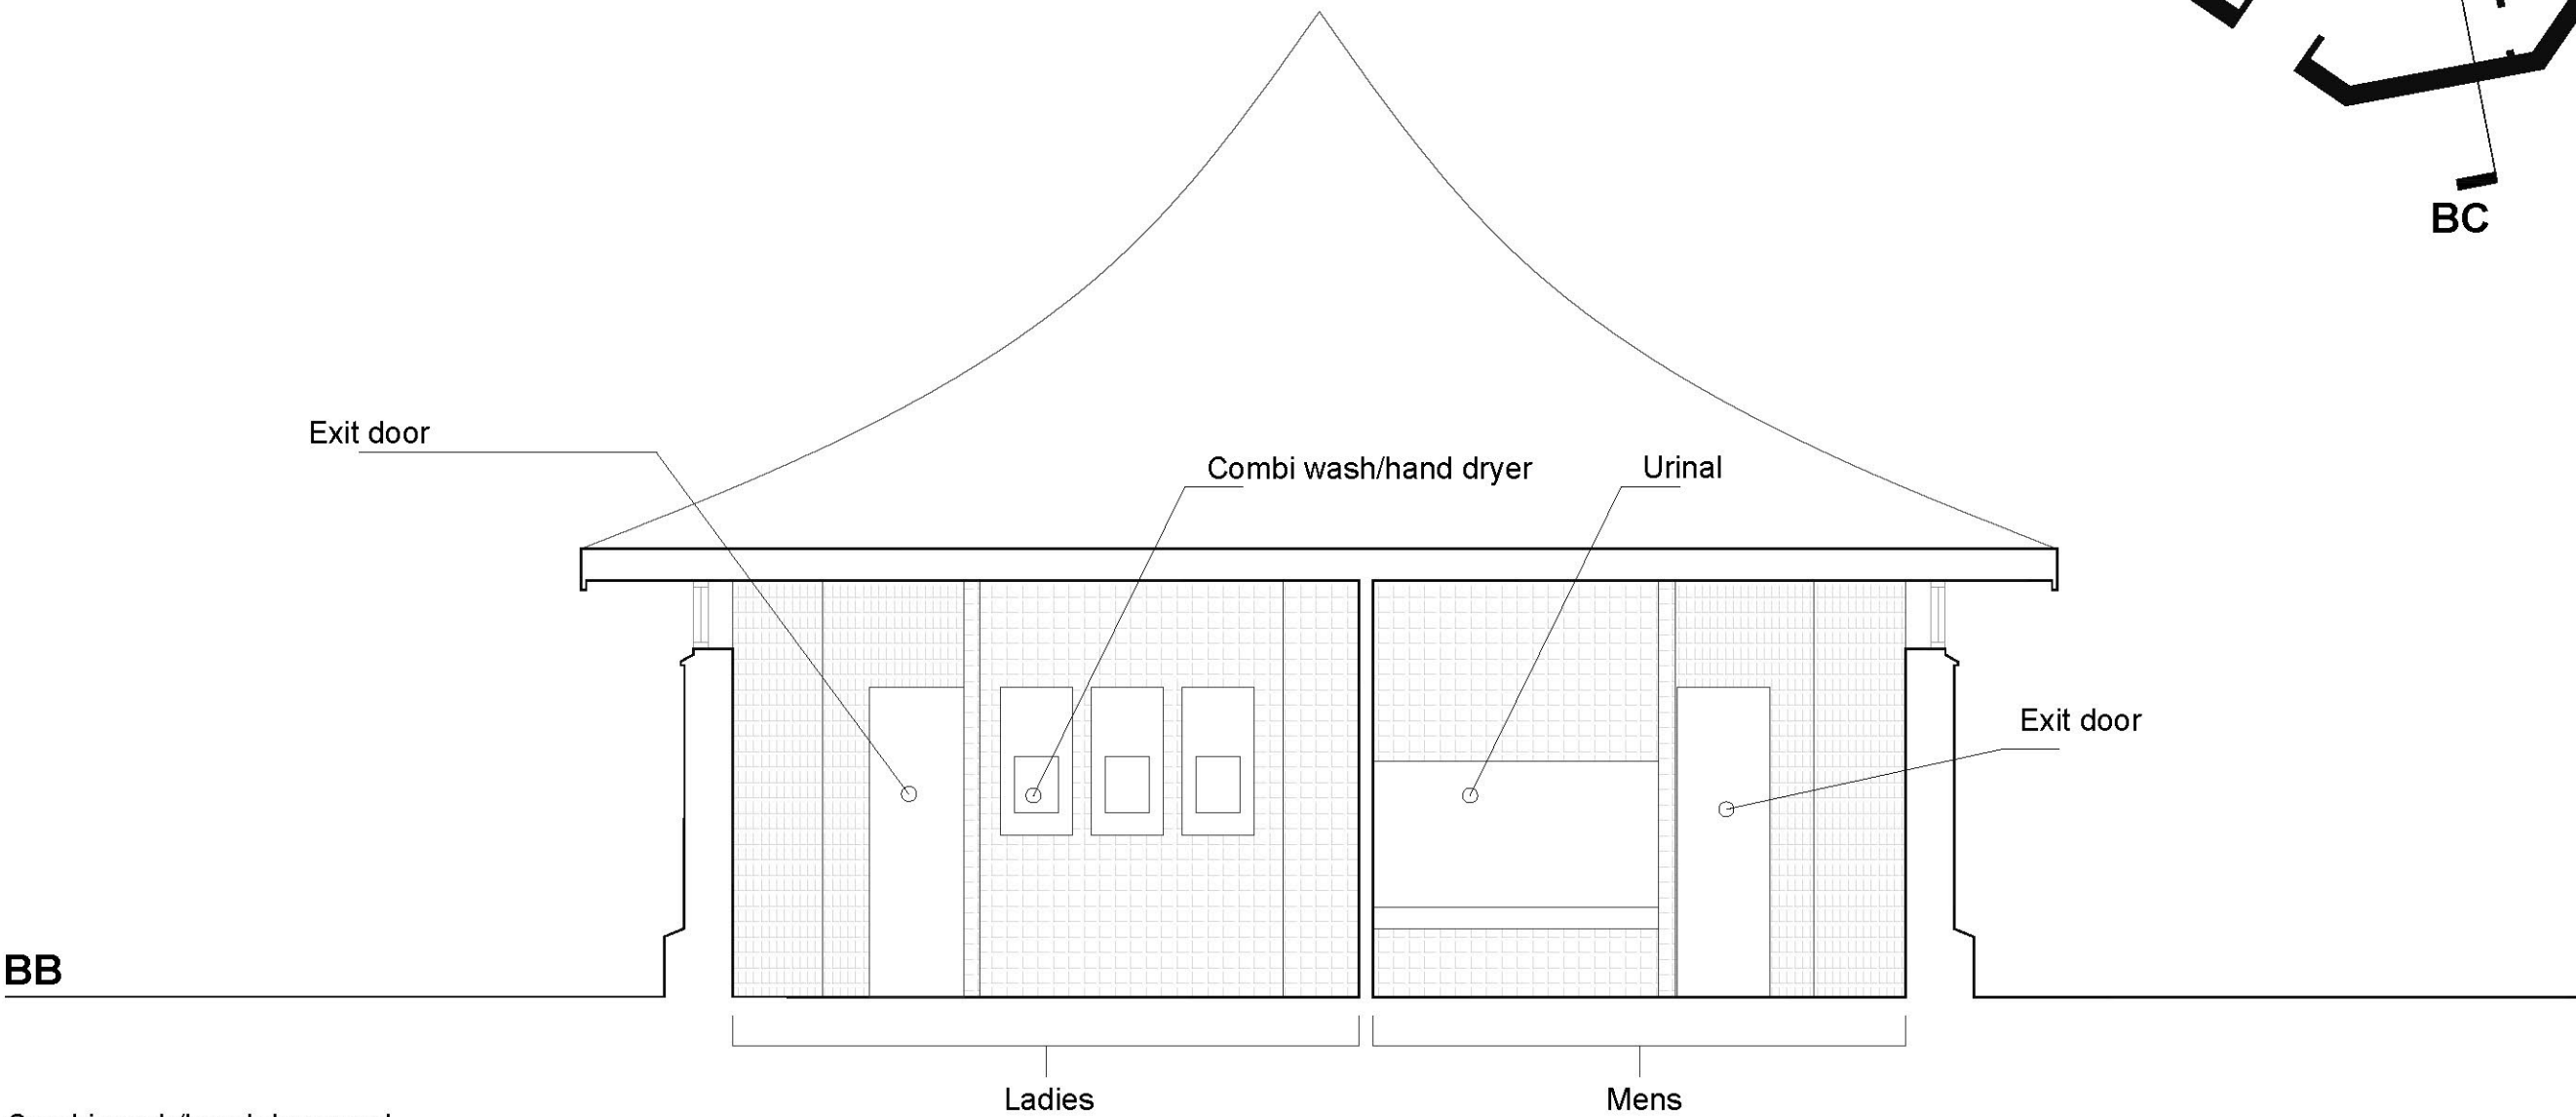 BC
Exit door
Combi wash/hand dryer
Urinal
Exit door
BB
Ladies
Mens